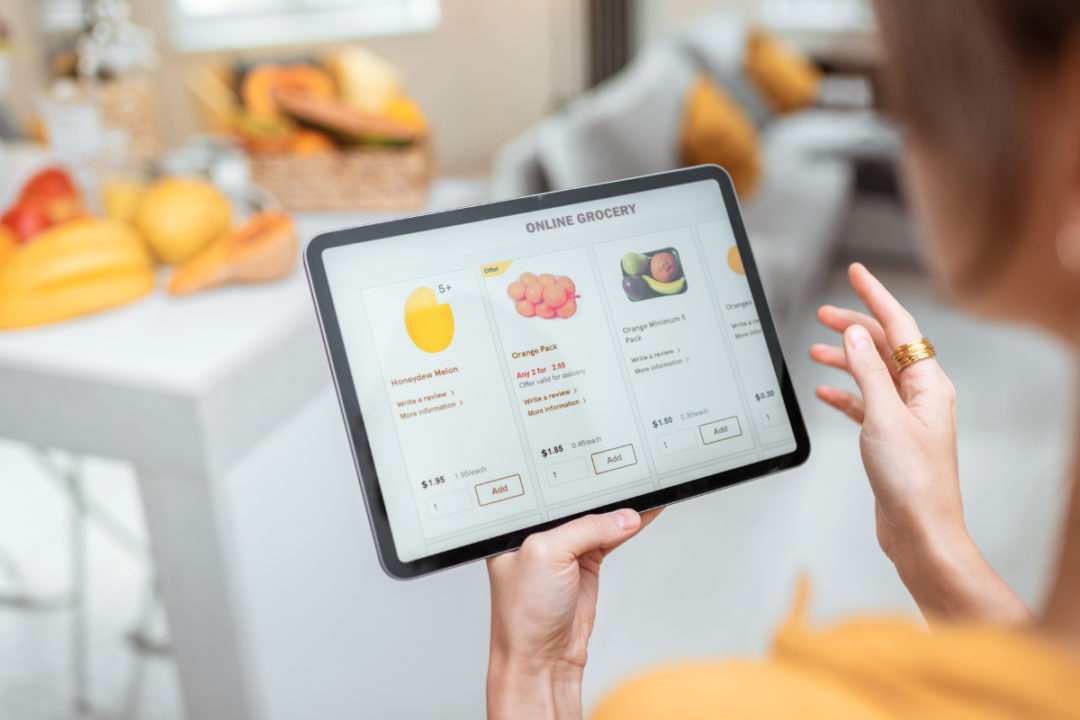 ONLINE GROCERY
5+
Honeydew Melon
Write a review >
More information >
$1.95 1.95/each
1
Add
Offer
Orange Pack
Any 2 for 2.50
Offer valid for delivery
Write a review >
More information >
$1.85 0.46/each
1
Add
Orange Minimum 5
Pack
Write a review >
More information >
$1.50 0.30/each
1
Add
Oranges
Write a re
More info
$0.30
1